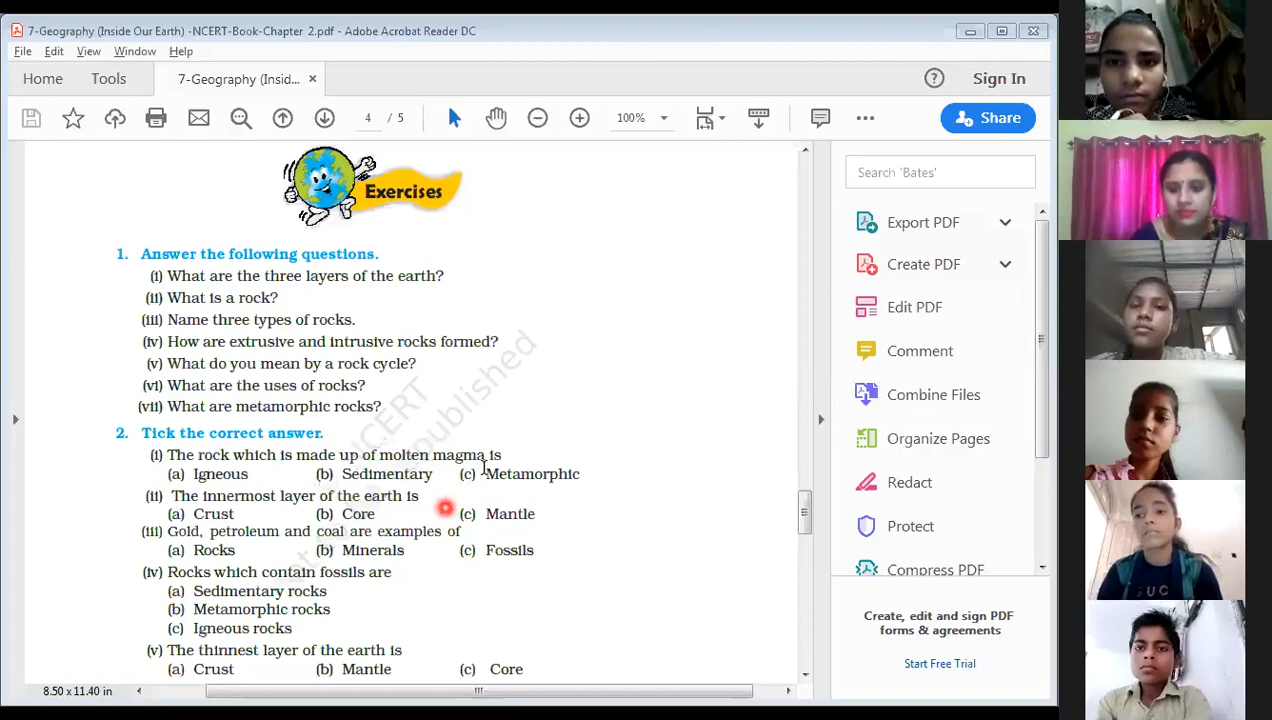 7-Geography (Inside Our Earth) -NCERT-Book-Chapter 2.pdf - Adobe Acrobat Reader DC
File Edit View Window Help
Home Tools 7-Geography (Insid... × Sign In
4 / 5 100% Share
Exercises
1. Answer the following questions.
(i) What are the three layers of the earth?
(ii) What is a rock?
(iii) Name three types of rocks.
(iv) How are extrusive and intrusive rocks formed?
(v) What do you mean by a rock cycle?
(vi) What are the uses of rocks?
(vii) What are metamorphic rocks?
2. Tick the correct answer.
(i) The rock which is made up of molten magma is
(a) Igneous (b) Sedimentary (c) Metamorphic
(ii) The innermost layer of the earth is
(a) Crust (b) Core (c) Mantle
(iii) Gold, petroleum and coal are examples of
(a) Rocks (b) Minerals (c) Fossils
(iv) Rocks which contain fossils are
(a) Sedimentary rocks
(b) Metamorphic rocks
(c) Igneous rocks
(v) The thinnest layer of the earth is
(a) Crust (b) Mantle (c) Core
8.50 x 11.40 in
Search 'Bates'
Export PDF
Create PDF
Edit PDF
Comment
Combine Files
Organize Pages
Redact
Protect
Compress PDF
Create, edit and sign PDF
forms & agreements
Start Free Trial